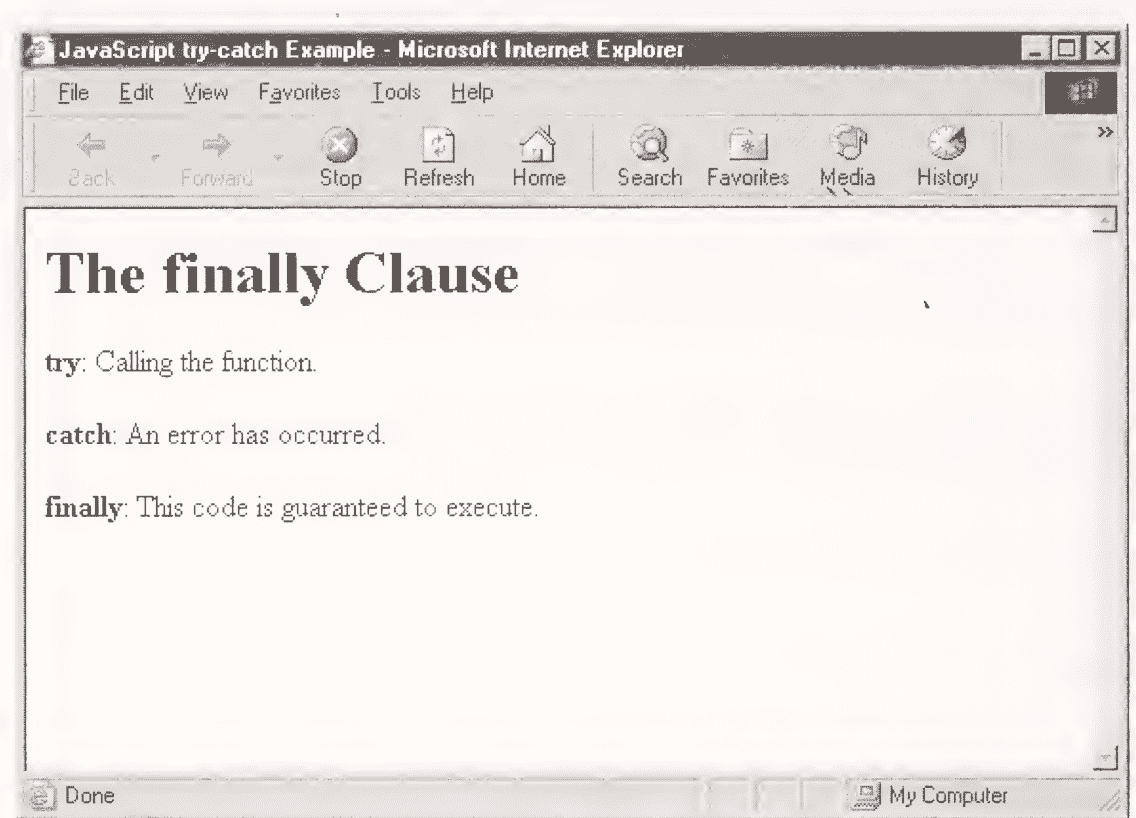 JavaScript try-catch Example - Microsoft Internet Explorer
File Edit View Favorites Tools Help
Back Forward Stop Refresh Home Search Favorites Media History »
The finally Clause
try: Calling the function.
catch: An error has occurred.
finally: This code is guaranteed to execute.
Done My Computer